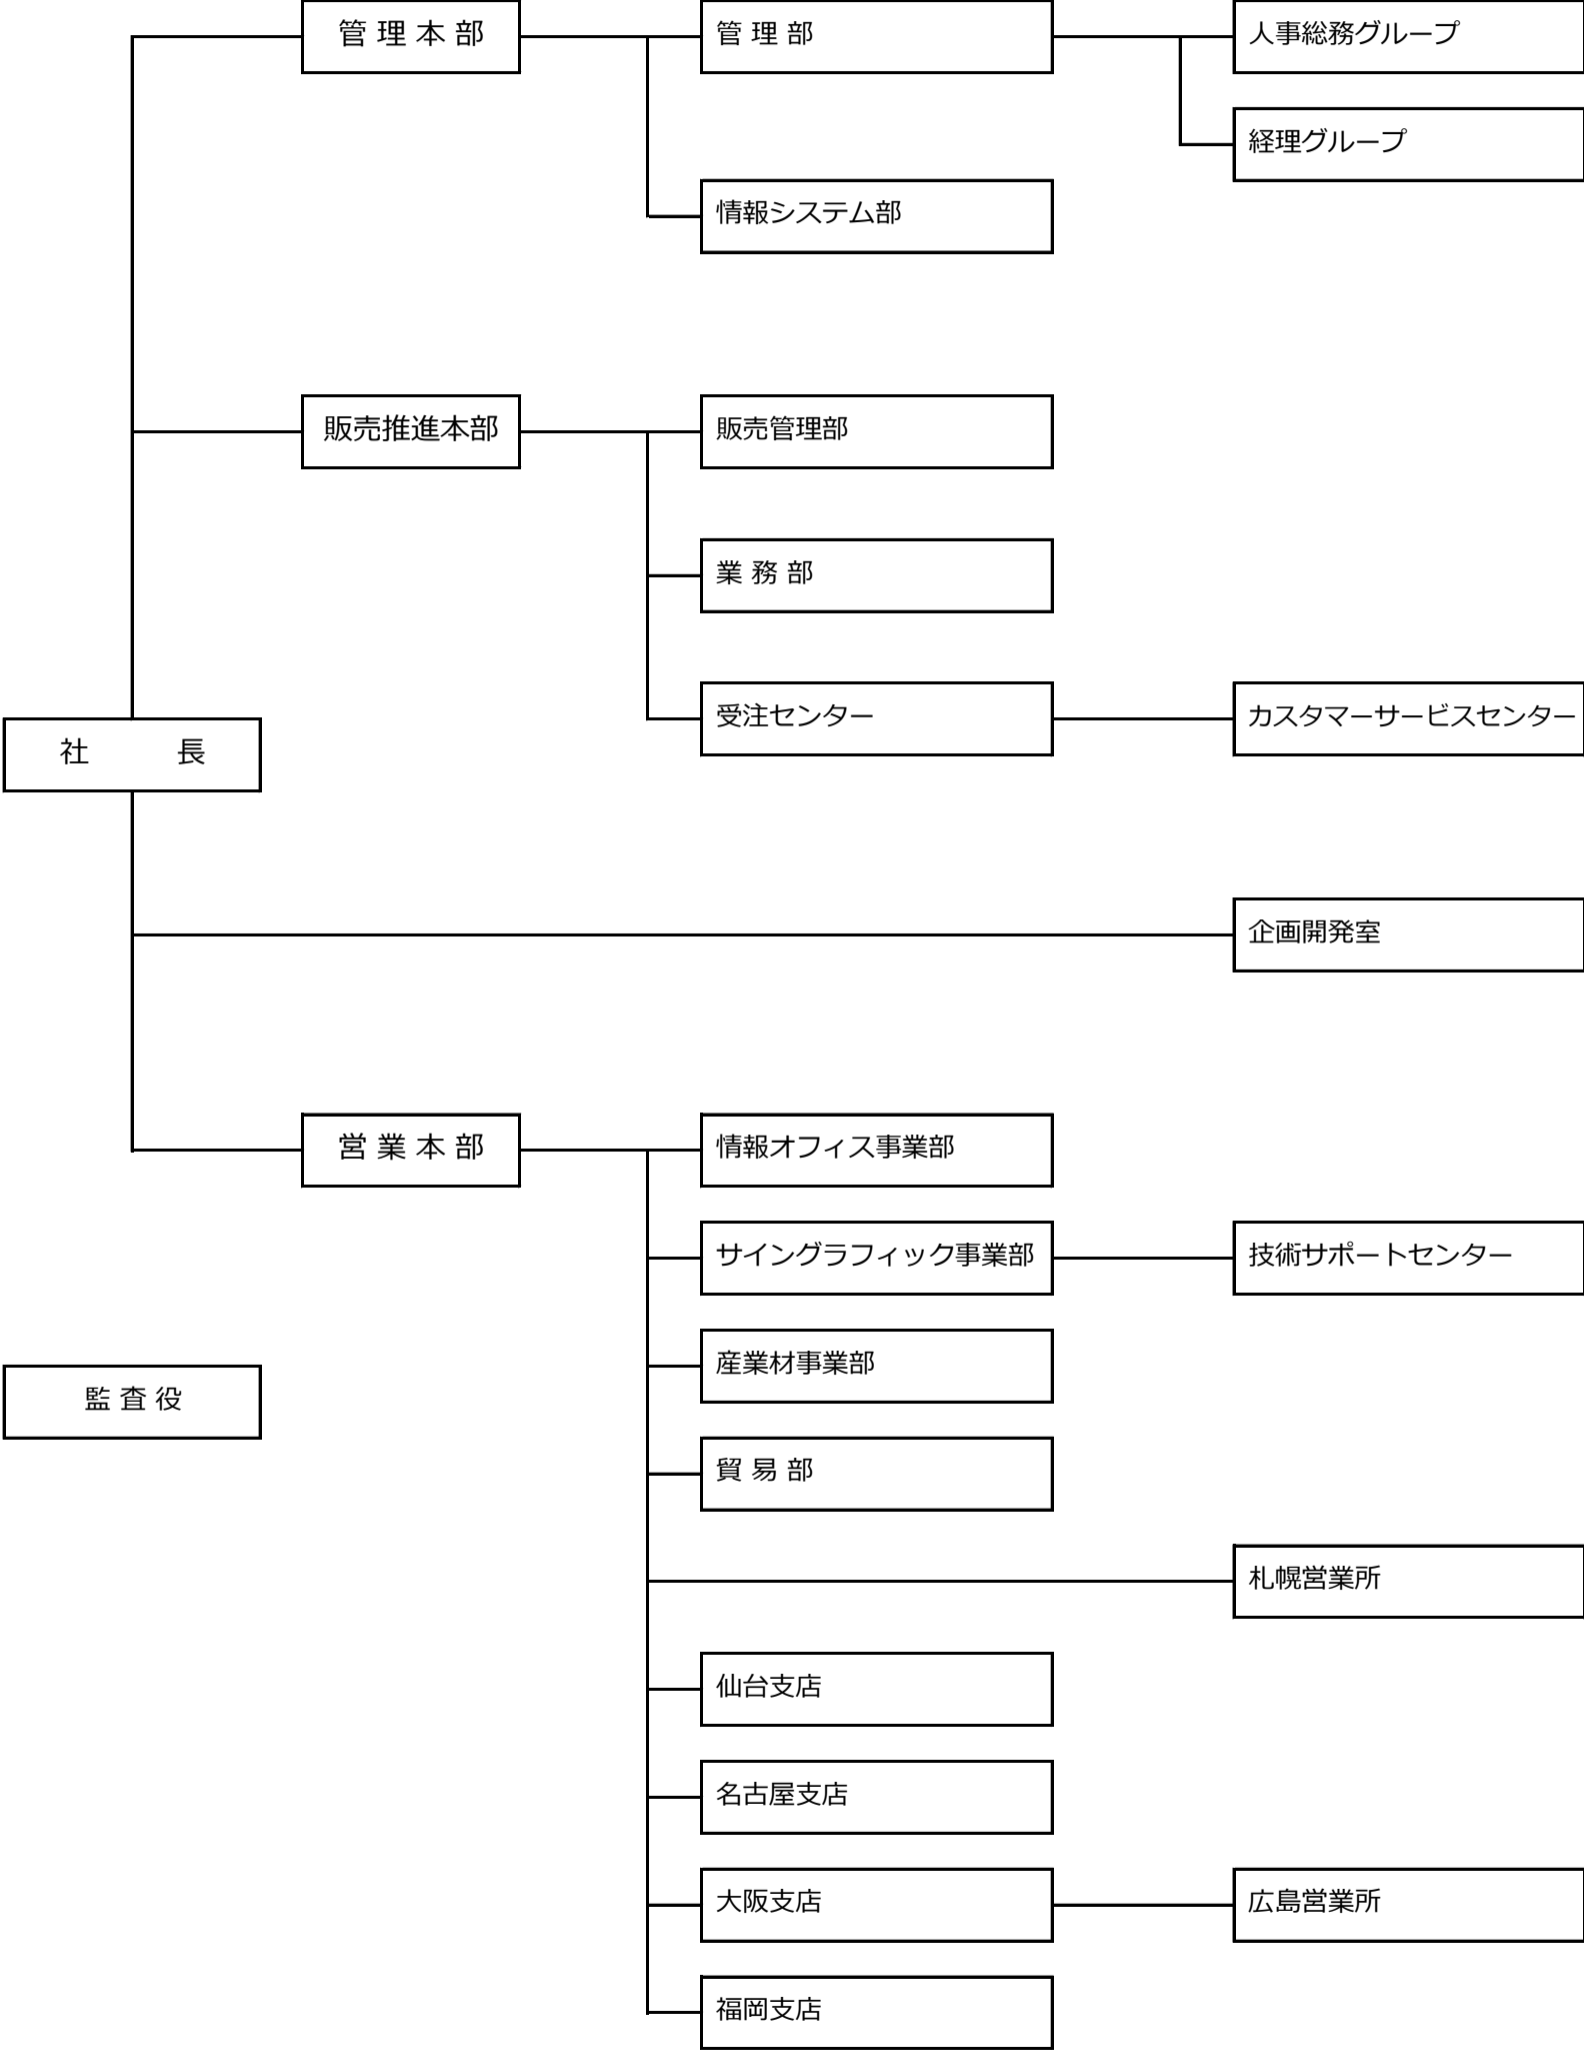 管 理 本 部
管 理 部
人事総務グループ
経理グループ
情報システム部
販売推進本部
販売管理部
業 務 部
受注センター
カスタマーサービスセンター
社　　　長
企画開発室
営 業 本 部
情報オフィス事業部
サイングラフィック事業部
技術サポートセンター
産業材事業部
監 査 役
貿 易 部
札幌営業所
仙台支店
名古屋支店
大阪支店
広島営業所
福岡支店